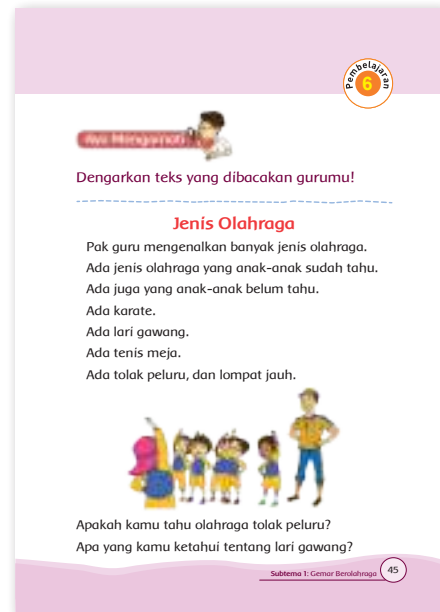 Pembelajaran
6
Ayo Mengamati
Dengarkan teks yang dibacakan gurumu!
Jenis Olahraga
Pak guru mengenalkan banyak jenis olahraga.
Ada jenis olahraga yang anak-anak sudah tahu.
Ada juga yang anak-anak belum tahu.
Ada karate.
Ada lari gawang.
Ada tenis meja.
Ada tolak peluru, dan lompat jauh.
Apakah kamu tahu olahraga tolak peluru?
Apa yang kamu ketahui tentang lari gawang?
Subtema 1: Gemar Berolahraga
45